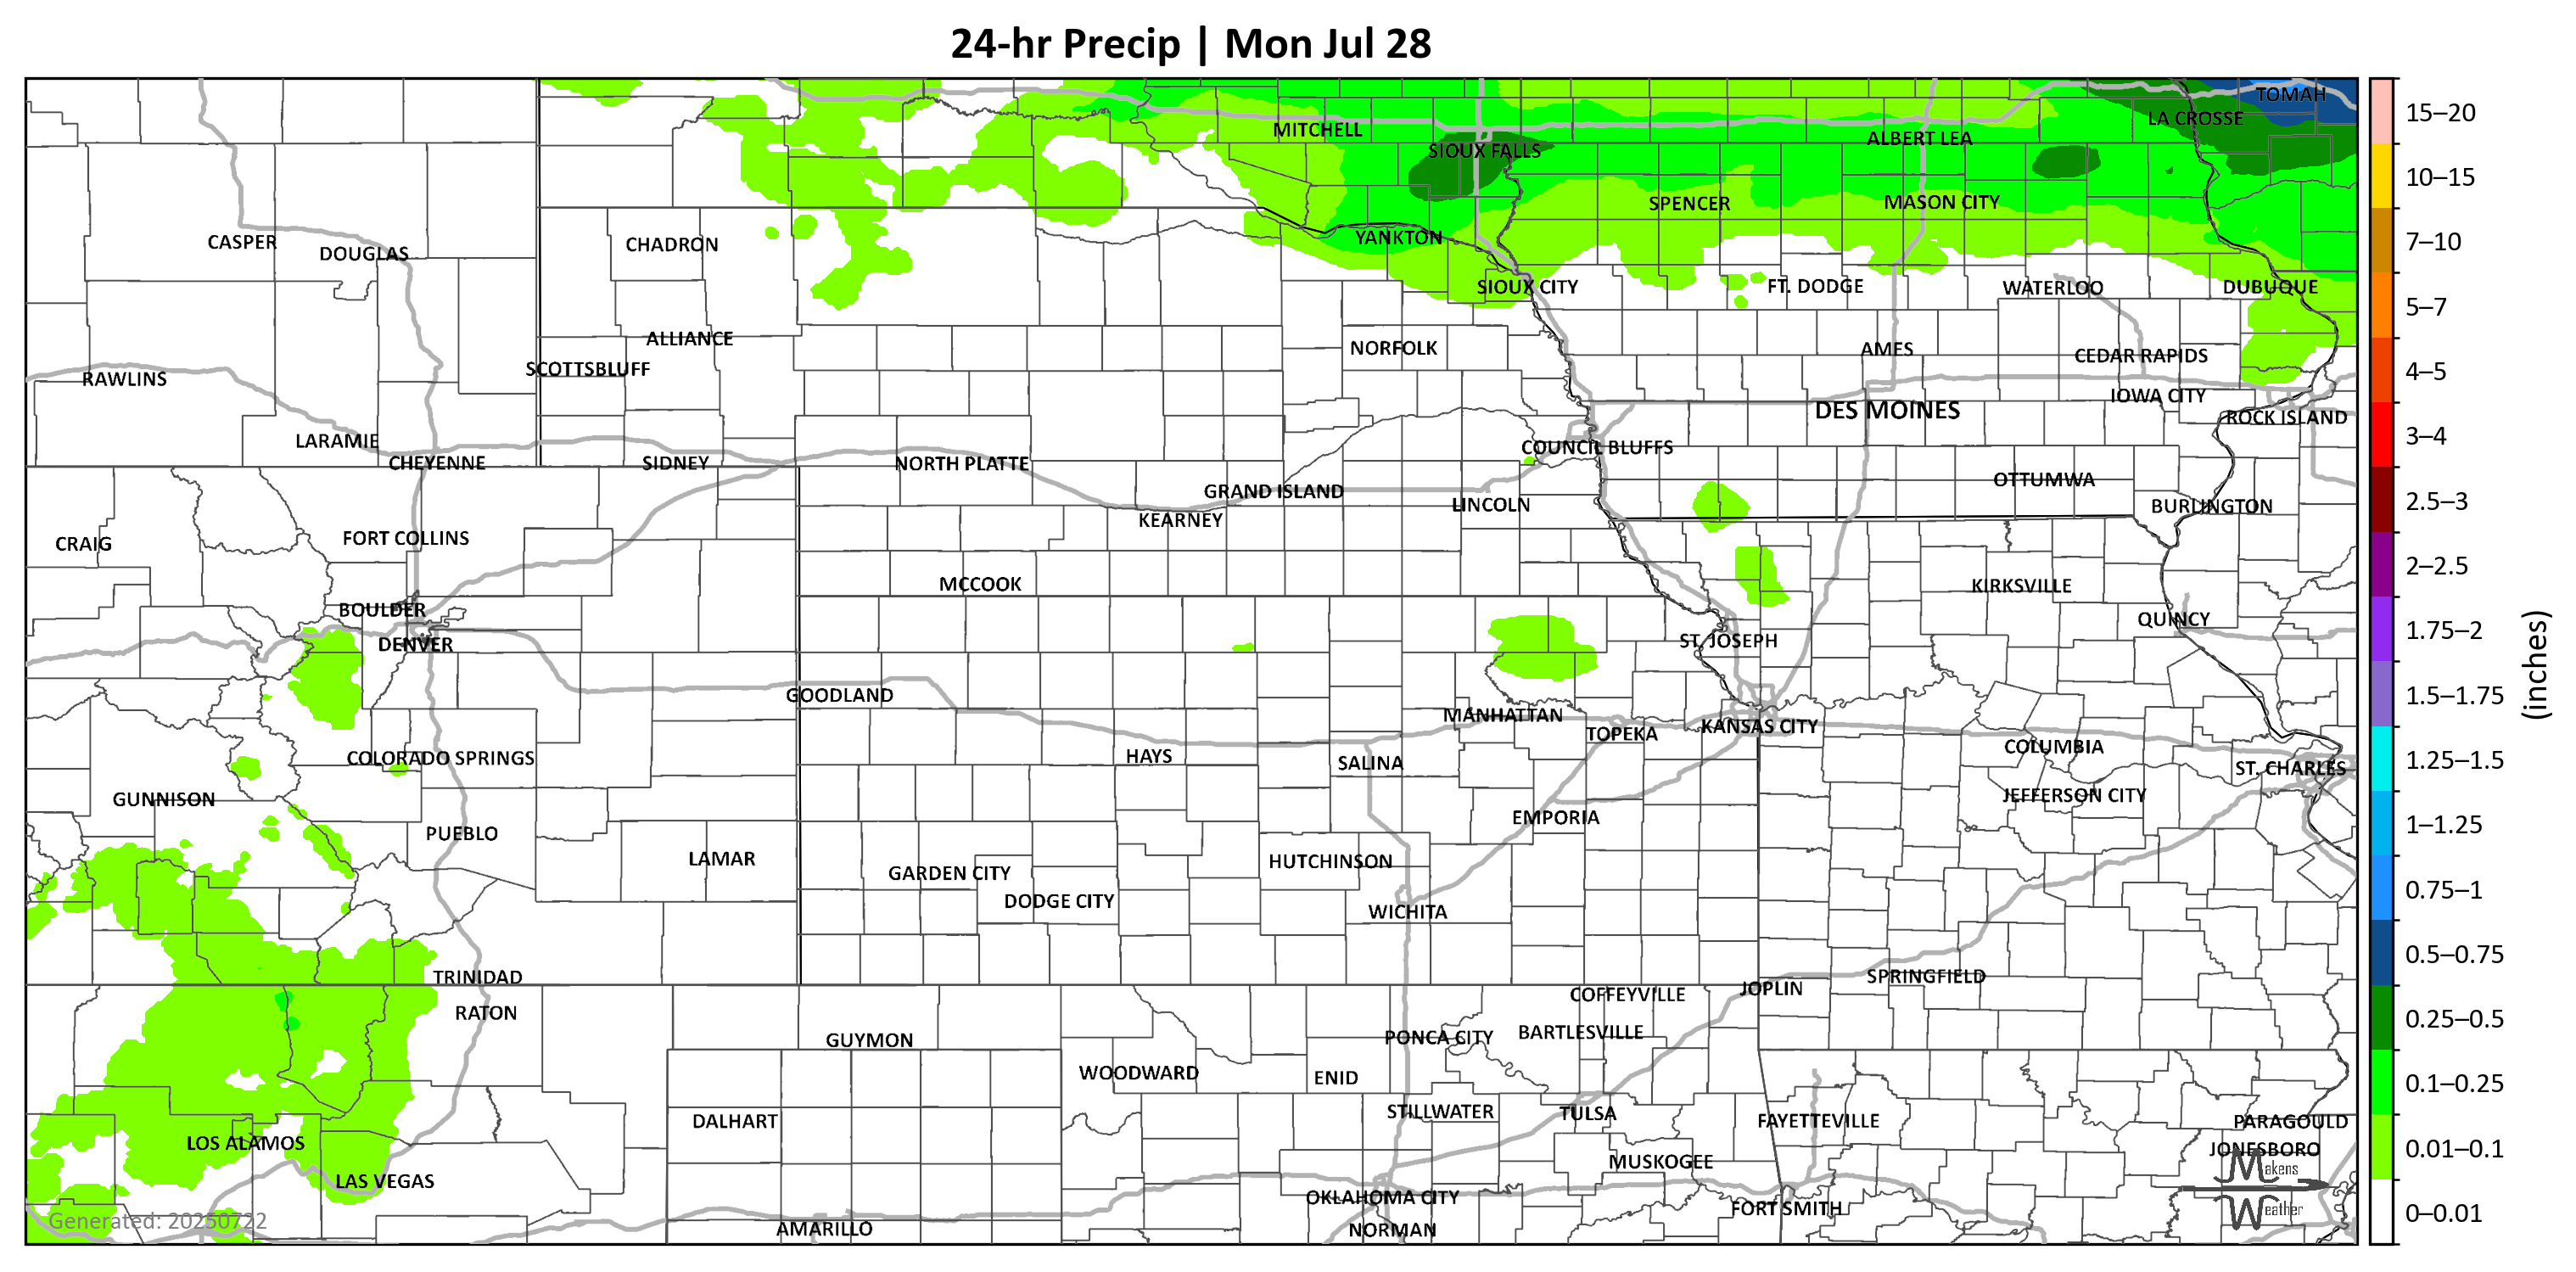 24-hr Precip | Mon Jul 28
TOMAH
LA CROSSE
MITCHELL
ALBERT LEA
SIOUX FALLS
SPENCER
MASON CITY
YANKTON
CASPER
DOUGLAS
CHADRON
SIOUX CITY
FT. DODGE
WATERLOO
DUBUQUE
ALLIANCE
NORFOLK
AMES
CEDAR RAPIDS
SCOTTSBLUFF
RAWLINS
IOWA CITY
DES MOINES
ROCK ISLAND
LARAMIE
COUNCIL BLUFFS
CHEYENNE
SIDNEY
NORTH PLATTE
OTTUMWA
GRAND ISLAND
LINCOLN
BURLINGTON
KEARNEY
FORT COLLINS
CRAIG
MCCOOK
KIRKSVILLE
BOULDER
QUINCY
DENVER
ST. JOSEPH
GOODLAND
MANHATTAN
KANSAS CITY
TOPEKA
COLUMBIA
COLORADO SPRINGS
HAYS
SALINA
ST. CHARLES
GUNNISON
JEFFERSON CITY
EMPORIA
PUEBLO
LAMAR
HUTCHINSON
GARDEN CITY
DODGE CITY
WICHITA
TRINIDAD
SPRINGFIELD
JOPLIN
COFFEYVILLE
RATON
BARTLESVILLE
PONCA CITY
GUYMON
WOODWARD
ENID
STILLWATER
TULSA
DALHART
FAYETTEVILLE
PARAGOULD
LOS ALAMOS
JONESBORO
MUSKOGEE
LAS VEGAS
OKLAHOMA CITY
FORT SMITH
AMARILLO
NORMAN
Generated: 20250722
Makens
Weather
15–20
10–15
7–10
5–7
4–5
3–4
2.5–3
2–2.5
1.75–2
1.5–1.75
1.25–1.5
1–1.25
0.75–1
0.5–0.75
0.25–0.5
0.1–0.25
0.01–0.1
0–0.01
(inches)